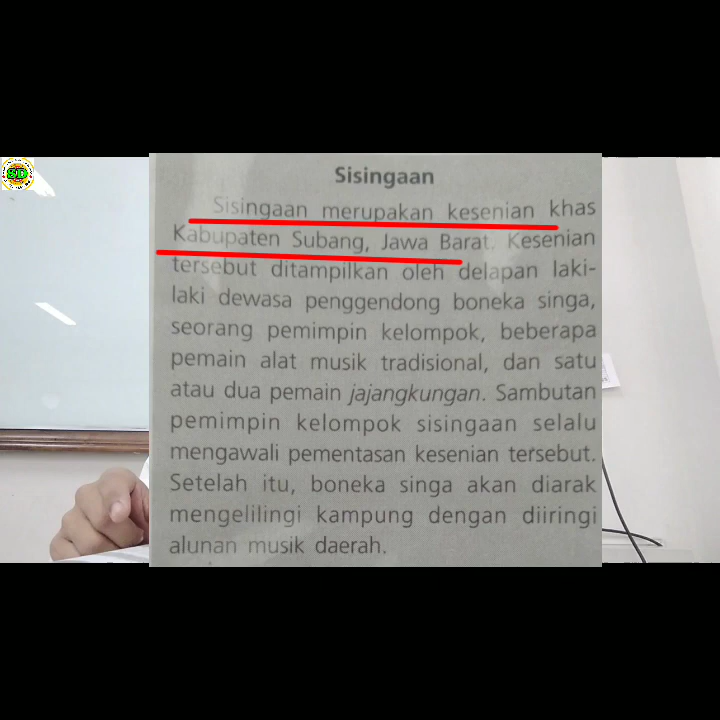 SD
Sisingaan
Sisingaan merupakan kesenian khas
Kabupaten Subang, Jawa Barat. Kesenian
tersebut ditampilkan oleh delapan laki-
laki dewasa penggendong boneka singa,
seorang pemimpin kelompok, beberapa
pemain alat musik tradisional, dan satu
atau dua pemain jajangkungan. Sambutan
pemimpin kelompok sisingaan selalu
mengawali pementasan kesenian tersebut.
Setelah itu, boneka singa akan diarak
mengelilingi kampung dengan diiringi
alunan musik daerah.